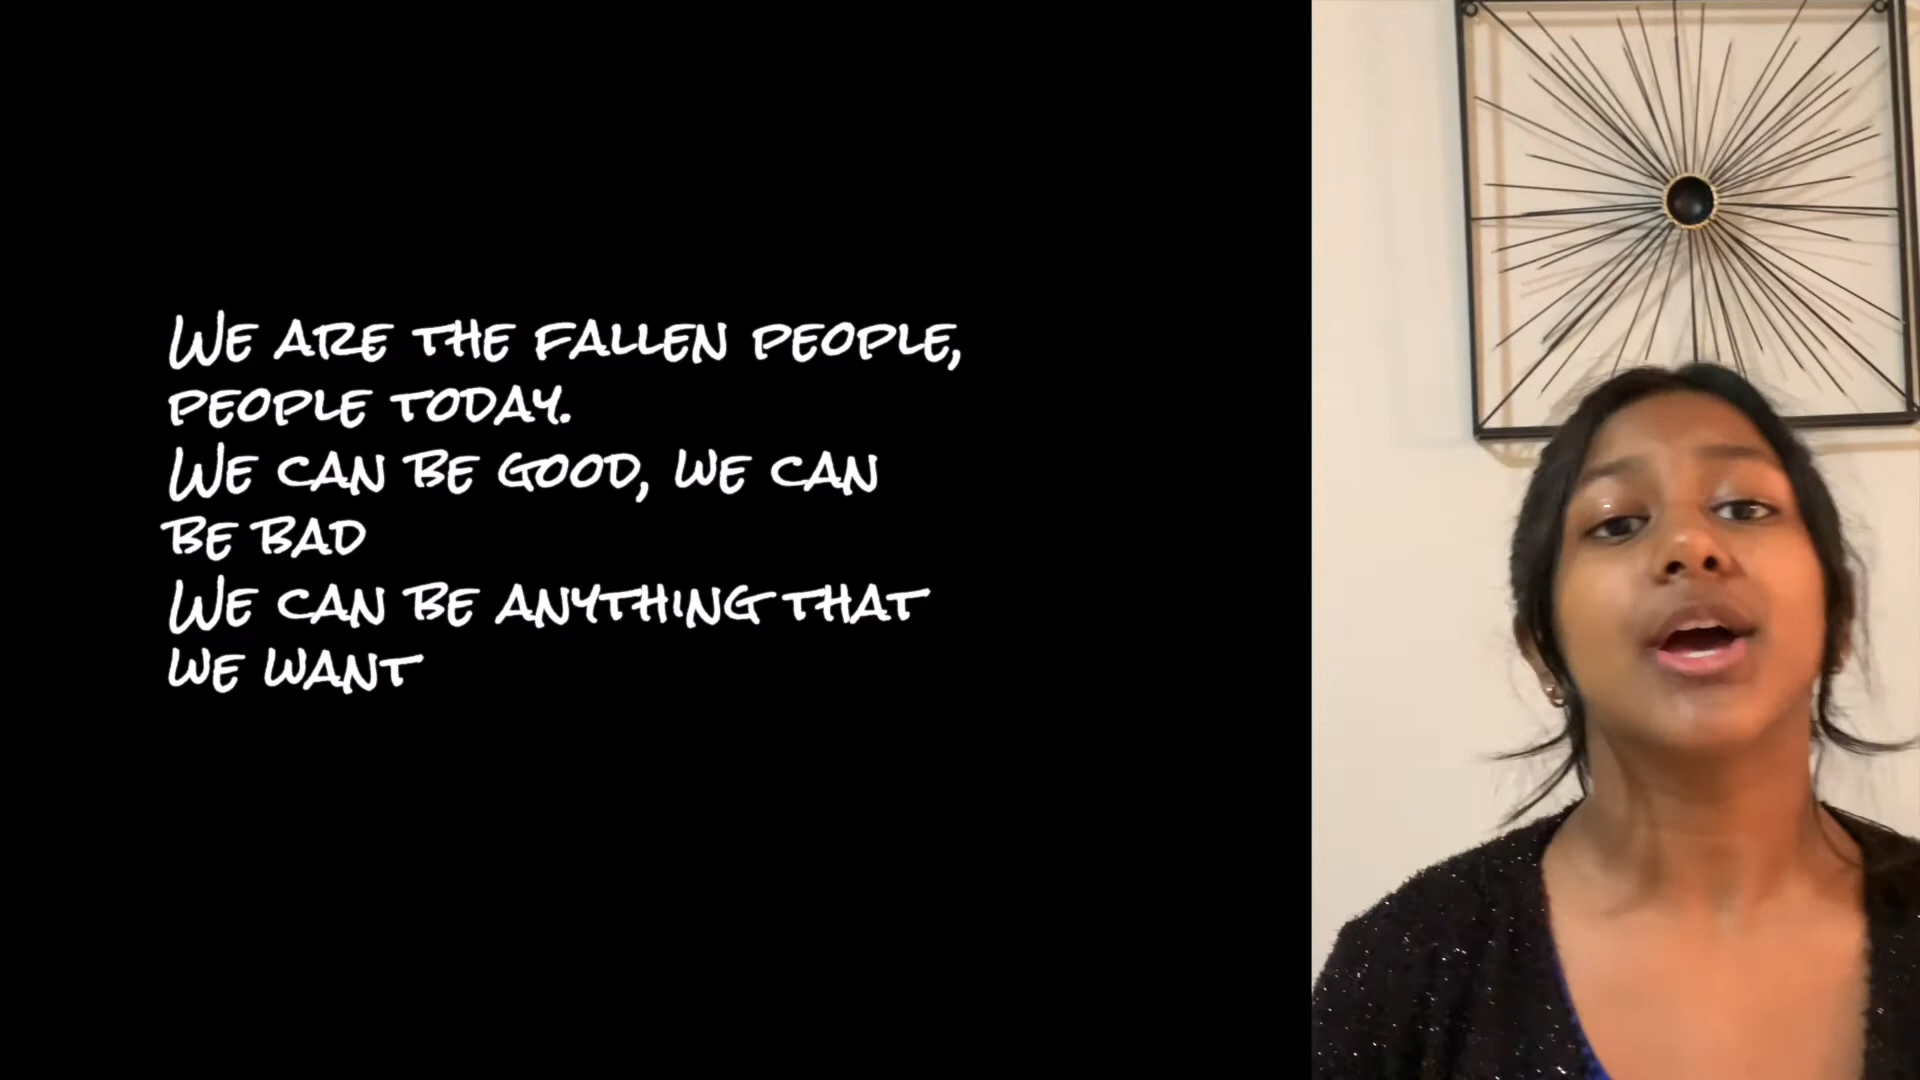 We are the fallen people,
people today.
We can be good, we can
be bad
We can be anything that
we want